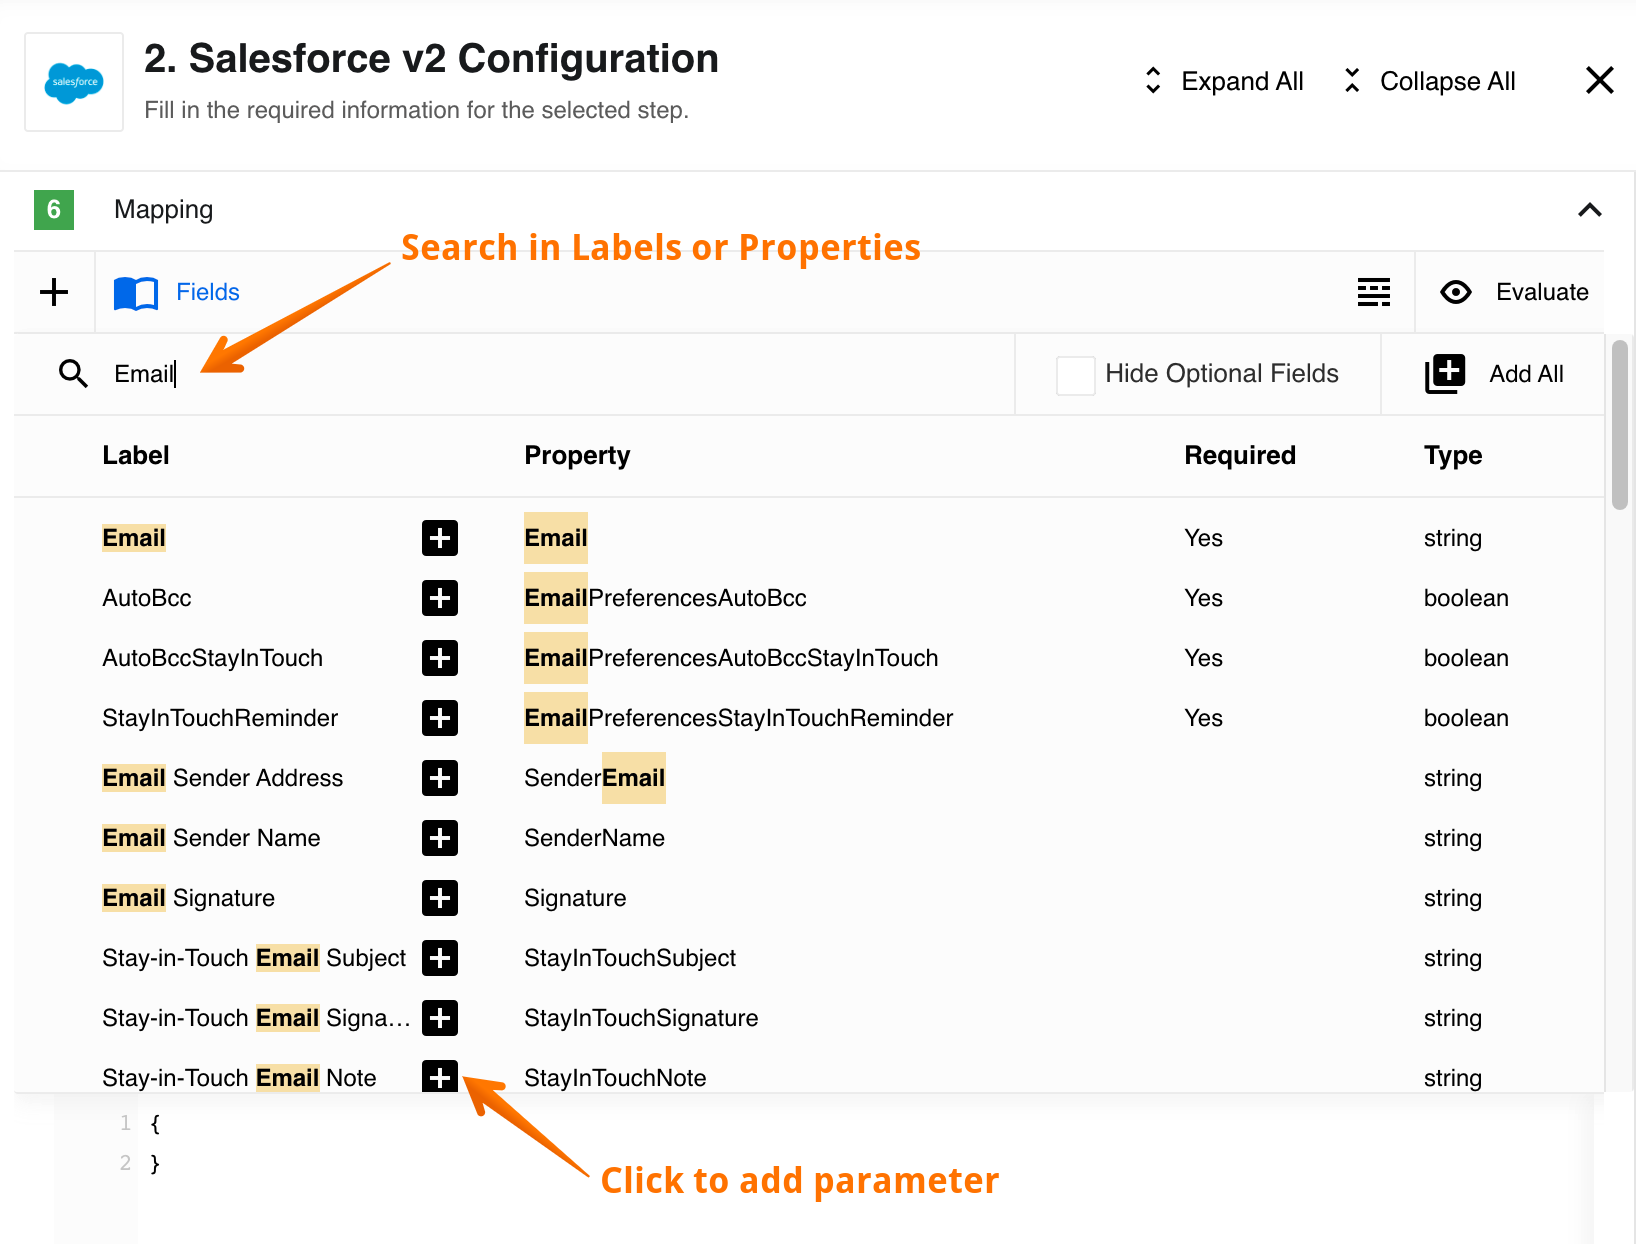 salesforce
2. Salesforce v2 Configuration
Fill in the required information for the selected step.
Expand All
Collapse All
6 Mapping
Search in Labels or Properties
Fields
Evaluate
Email
Hide Optional Fields
Add All
Label Property Required Type
Email Email Yes string
AutoBcc EmailPreferencesAutoBcc Yes boolean
AutoBccStayInTouch EmailPreferencesAutoBccStayInTouch Yes boolean
StayInTouchReminder EmailPreferencesStayInTouchReminder Yes boolean
Email Sender Address SenderEmail string
Email Sender Name SenderName string
Email Signature Signature string
Stay-in-Touch Email Subject StayInTouchSubject string
Stay-in-Touch Email Signa... StayInTouchSignature string
Stay-in-Touch Email Note StayInTouchNote string
1 {
2 }
Click to add parameter